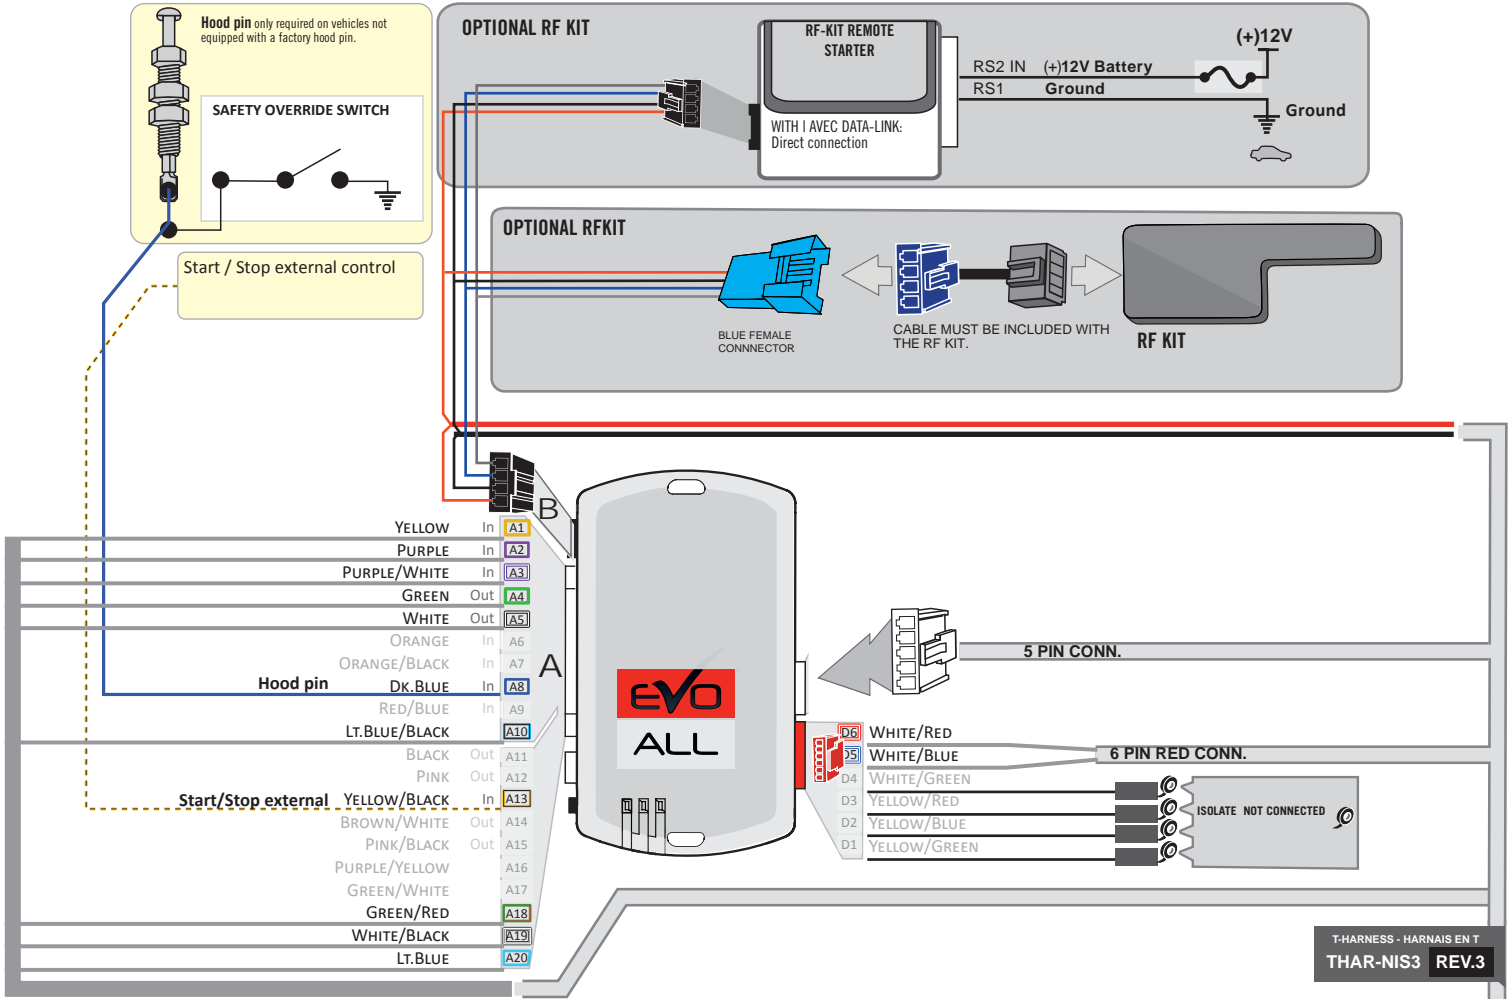 Hood pin only required on vehicles not
equipped with a factory hood pin.
SAFETY OVERRIDE SWITCH
Start / Stop external control
OPTIONAL RF KIT
RF-KIT REMOTE
STARTER
WITH I AVEC DATA-LINK:
Direct connection
RS2 IN (+)12V Battery
RS1 Ground
(+)12V
Ground
OPTIONAL RFKIT
BLUE FEMALE
CONNNECTOR
CABLE MUST BE INCLUDED WITH
THE RF KIT.
RF KIT
B
A
YELLOW In A1
PURPLE In A2
PURPLE/WHITE In A3
GREEN Out A4
WHITE Out A5
ORANGE In A6
ORANGE/BLACK In A7
Hood pin DK.BLUE In A8
RED/BLUE In A9
LT.BLUE/BLACK A10
BLACK Out A11
PINK Out A12
Start/Stop external YELLOW/BLACK In A13
BROWN/WHITE Out A14
PINK/BLACK Out A15
PURPLE/YELLOW A16
GREEN/WHITE A17
GREEN/RED A18
WHITE/BLACK A19
LT.BLUE A20
EVO
ALL
5 PIN CONN.
D6 WHITE/RED
D5 WHITE/BLUE
D4 WHITE/GREEN
D3 YELLOW/RED
D2 YELLOW/BLUE
D1 YELLOW/GREEN
6 PIN RED CONN.
ISOLATE NOT CONNECTED
T-HARNESS - HARNAIS EN T
THAR-NIS3 REV.3